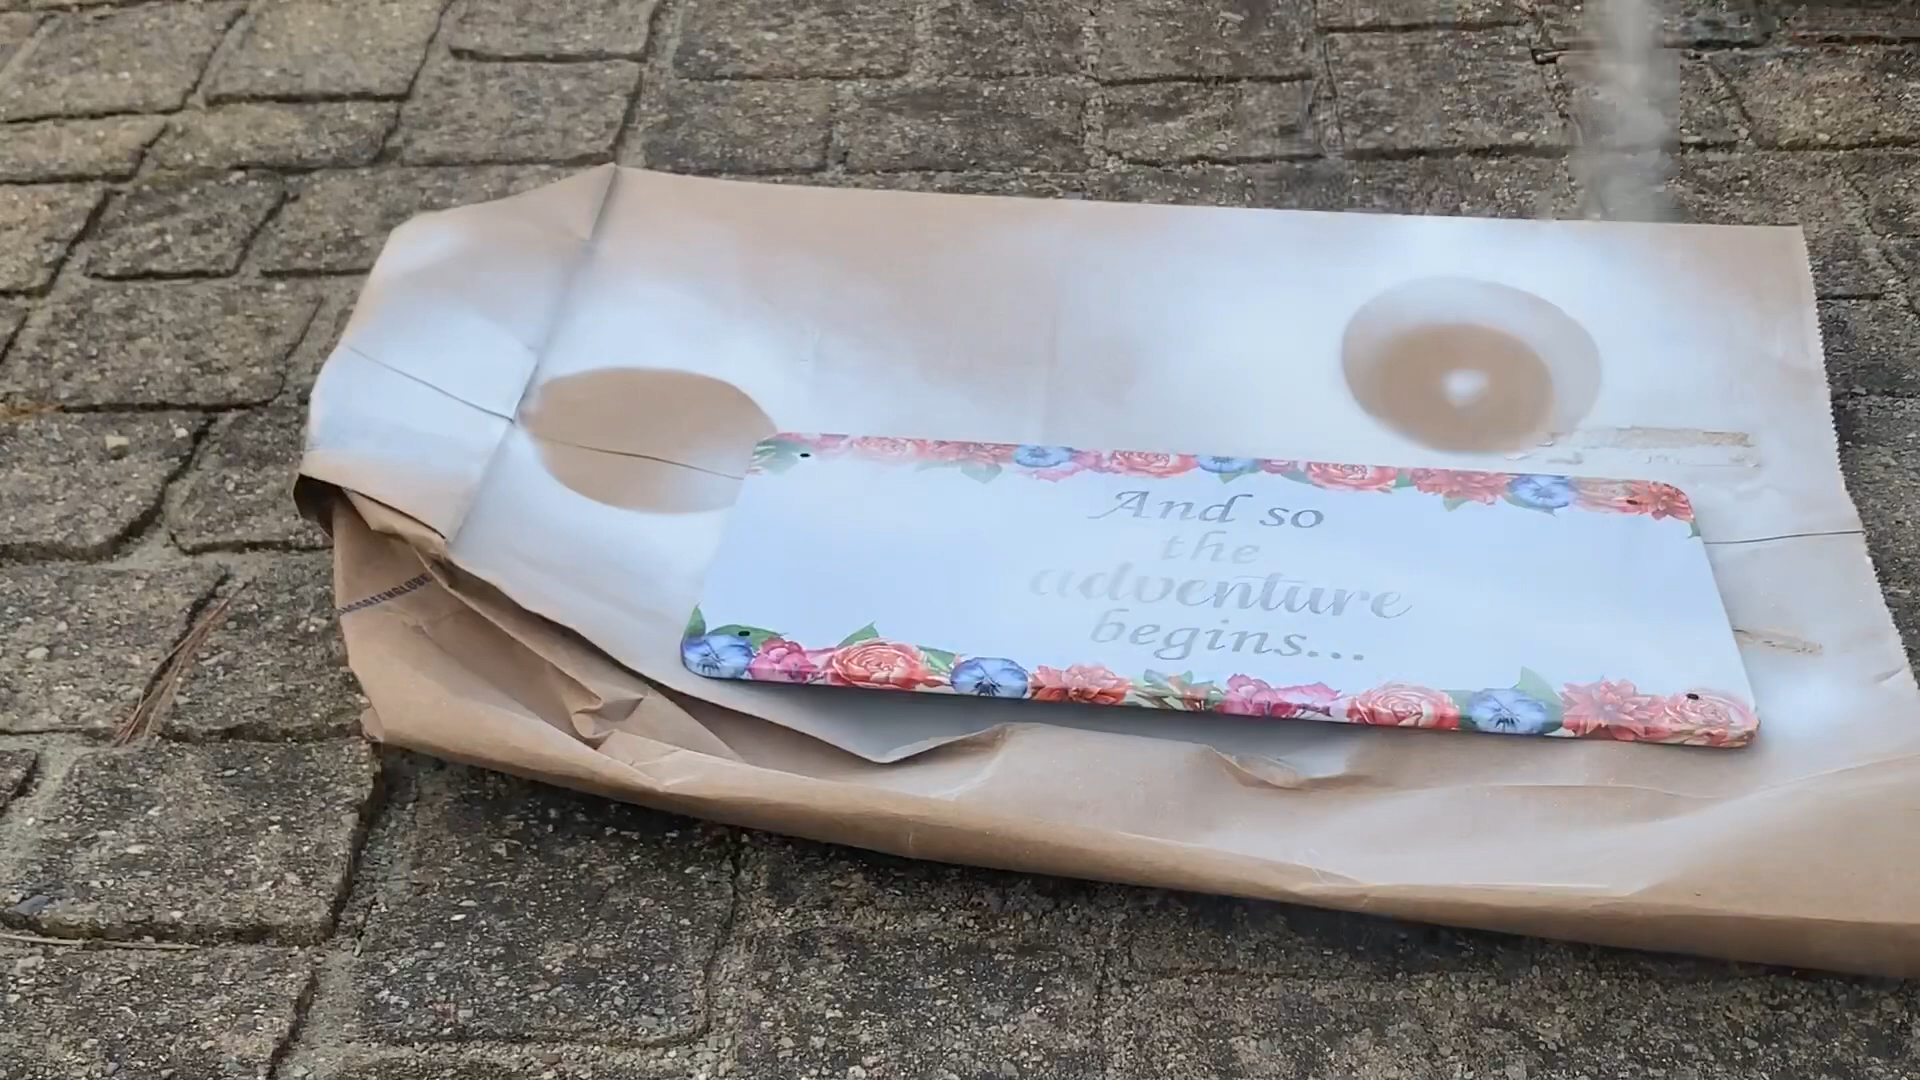 And so
the
adventure
begins...